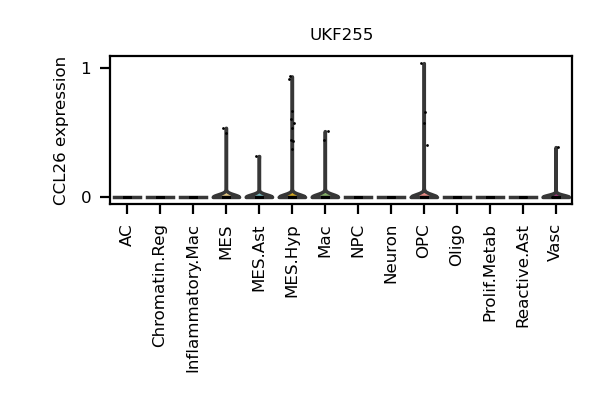 UKF255
CCL26 expression
1
0
AC
Chromatin.Reg
Inflammatory.Mac
MES
MES.Ast
MES.Hyp
Mac
NPC
Neuron
OPC
Oligo
Prolif.Metab
Reactive.Ast
Vasc